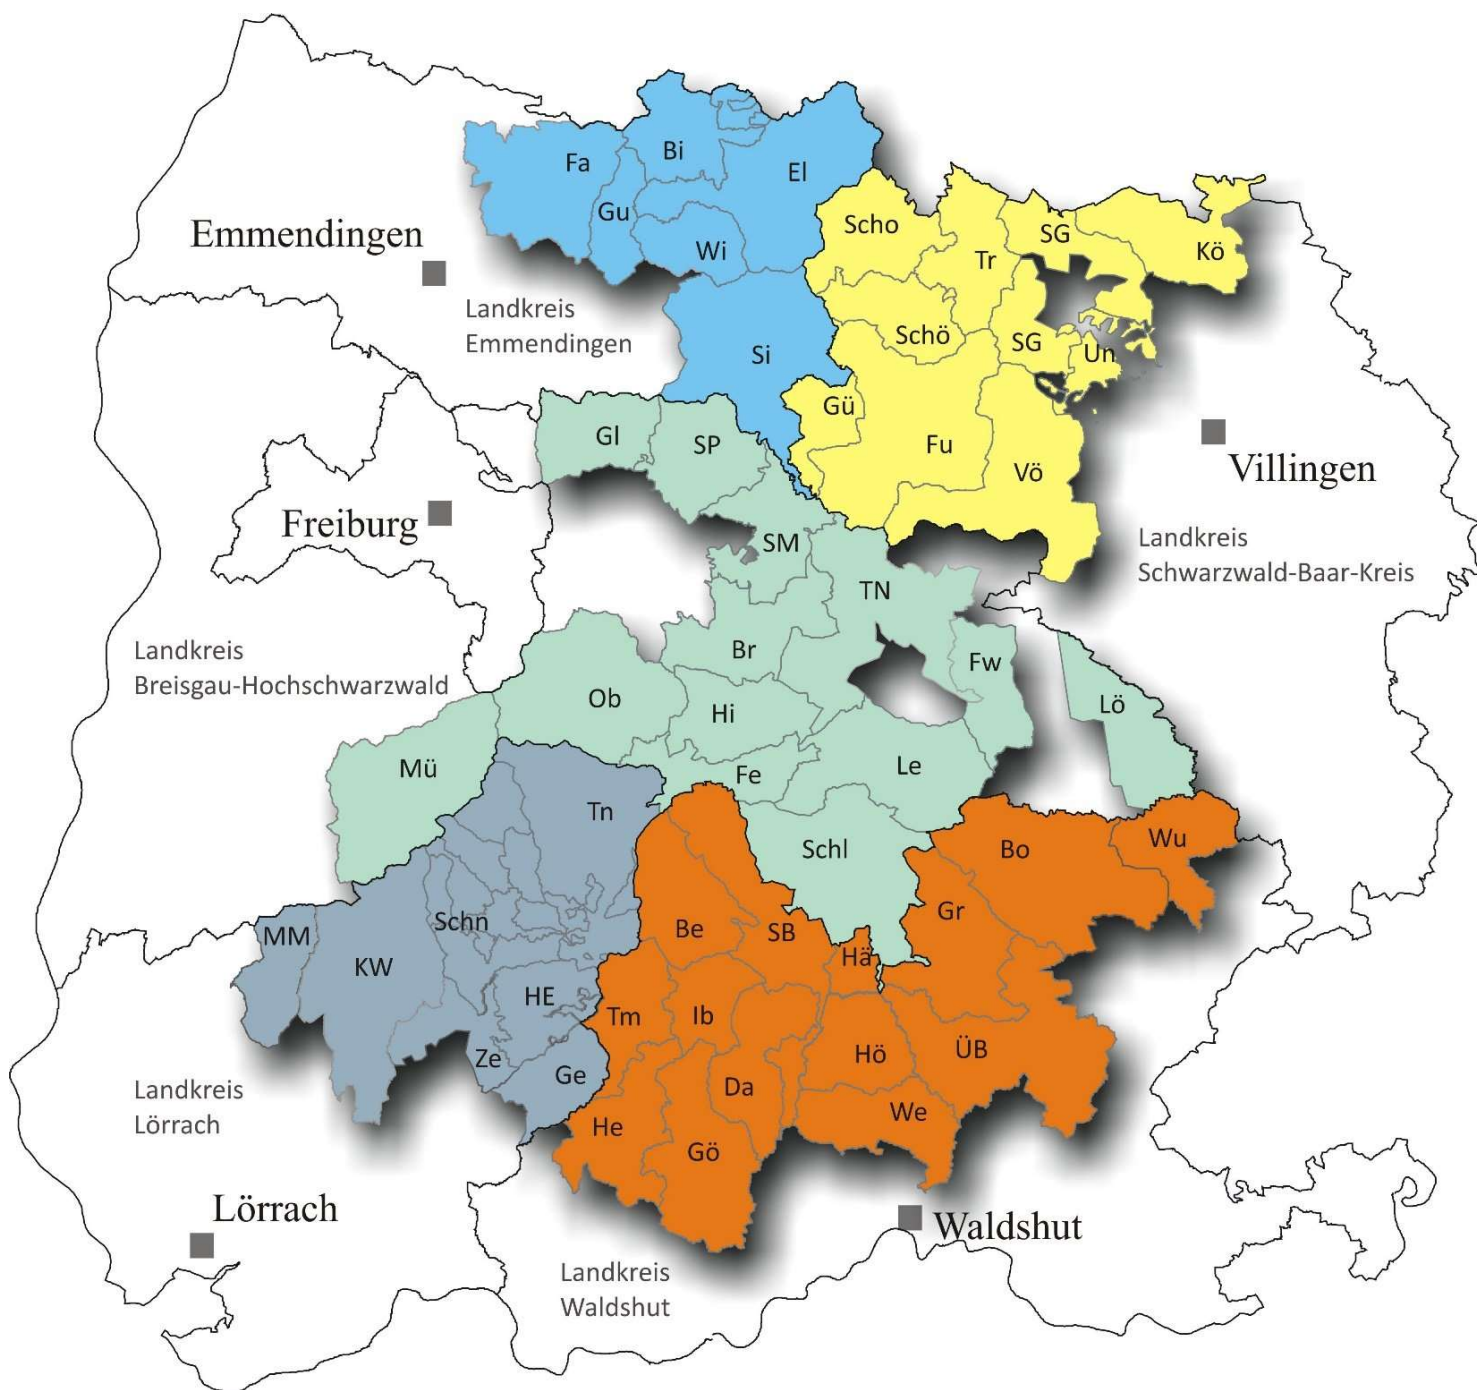 Fa
Bi
El
Gu
Wi
Scho
Tr
SG
Kö
Emmendingen
Landkreis
Emmendingen
Si
Schö
SG
Un
Gü
Fu
Vö
Villingen
Gl
SP
Freiburg
SM
TN
Landkreis
Schwarzwald-Baar-Kreis
Landkreis
Breisgau-Hochschwarzwald
Br
Fw
Ob
Hi
Lö
Mü
Fe
Le
Tn
Schl
Bo
Wu
MM
Schn
KW
Be
SB
Hä
Gr
HE
Tm
Ib
Hö
ÜB
Ze
Ge
Da
We
Landkreis
Lörrach
He
Gö
Lörrach
Waldshut
Landkreis
Waldshut